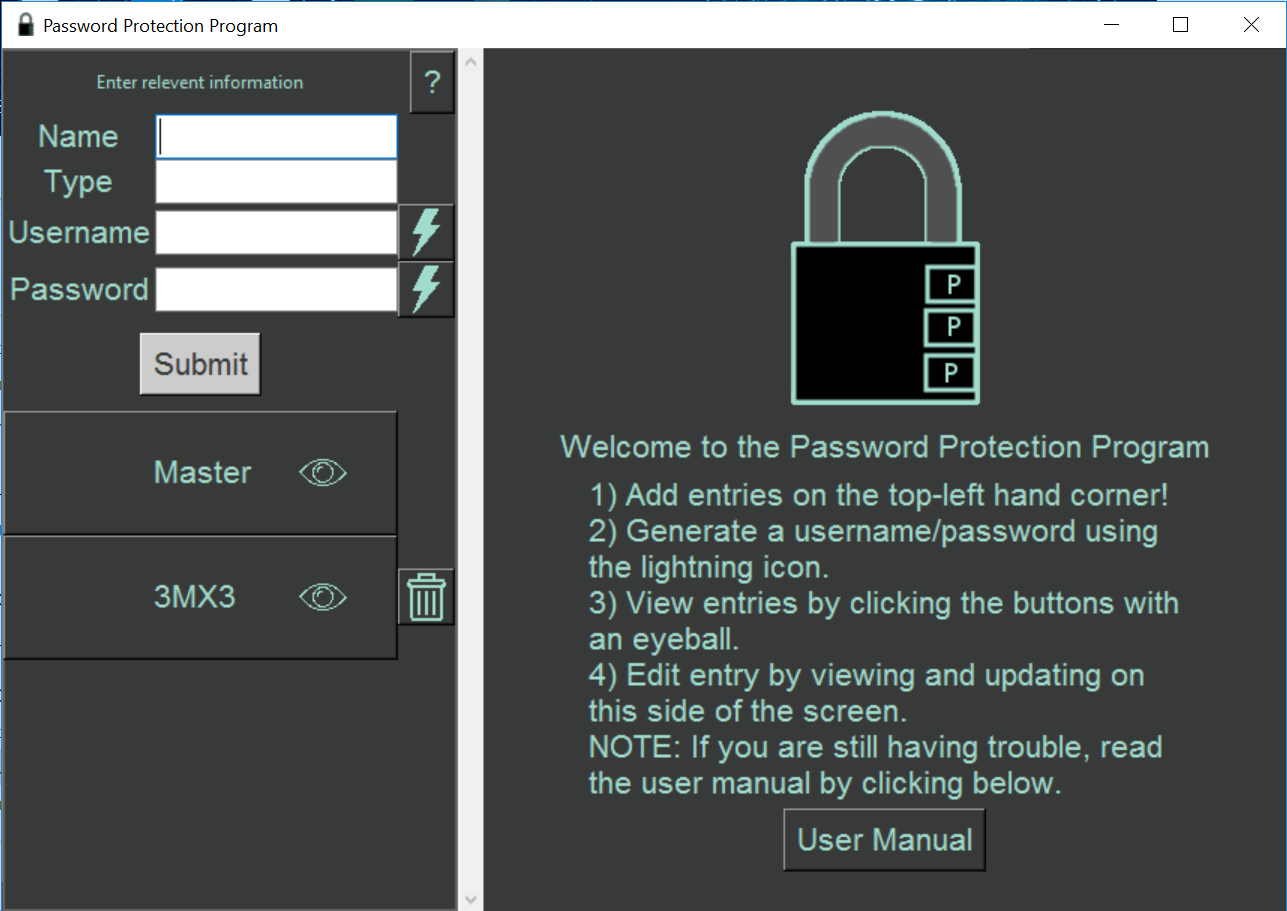 Password Protection Program
Enter relevent information
?
Name
Type
Username
Password
Submit
Master
3MX3
P
P
P
Welcome to the Password Protection Program
1) Add entries on the top-left hand corner!
2) Generate a username/password using
the lightning icon.
3) View entries by clicking the buttons with
an eyeball.
4) Edit entry by viewing and updating on
this side of the screen.
NOTE: If you are still having trouble, read
the user manual by clicking below.
User Manual